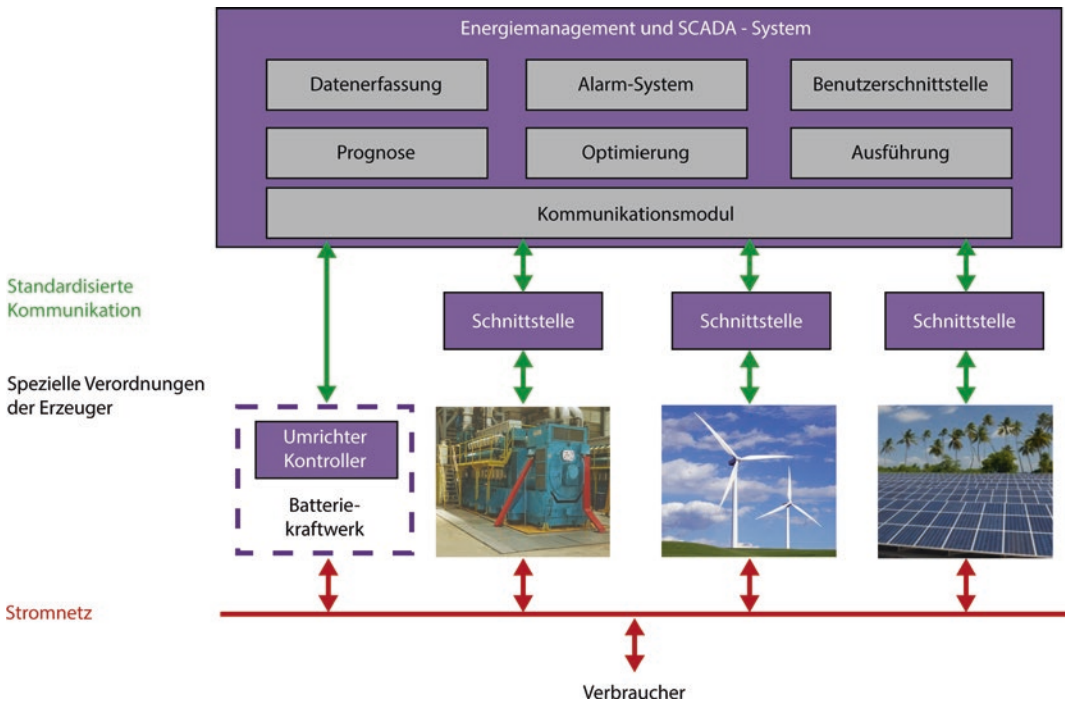 Energiemanagement und SCADA - System
Datenerfassung
Alarm-System
Benutzerschnittstelle
Prognose
Optimierung
Ausführung
Kommunikationsmodul
Standardisierte
Kommunikation
Schnittstelle
Schnittstelle
Schnittstelle
Spezielle Verordnungen
der Erzeuger
Umrichter
Kontroller
Batterie-
kraftwerk
Stromnetz
Verbraucher